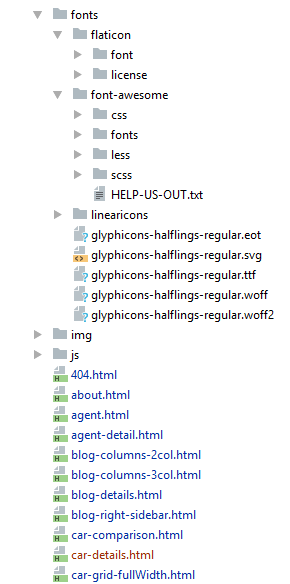 fonts
flaticon
font
license
font-awesome
css
fonts
less
scss
HELP-US-OUT.txt
linearicons
glyphicons-halflings-regular.eot
glyphicons-halflings-regular.svg
glyphicons-halflings-regular.ttf
glyphicons-halflings-regular.woff
glyphicons-halflings-regular.woff2
img
js
404.html
about.html
agent.html
agent-detail.html
blog-columns-2col.html
blog-columns-3col.html
blog-details.html
blog-right-sidebar.html
car-comparison.html
car-details.html
car-grid-fullWidth.html